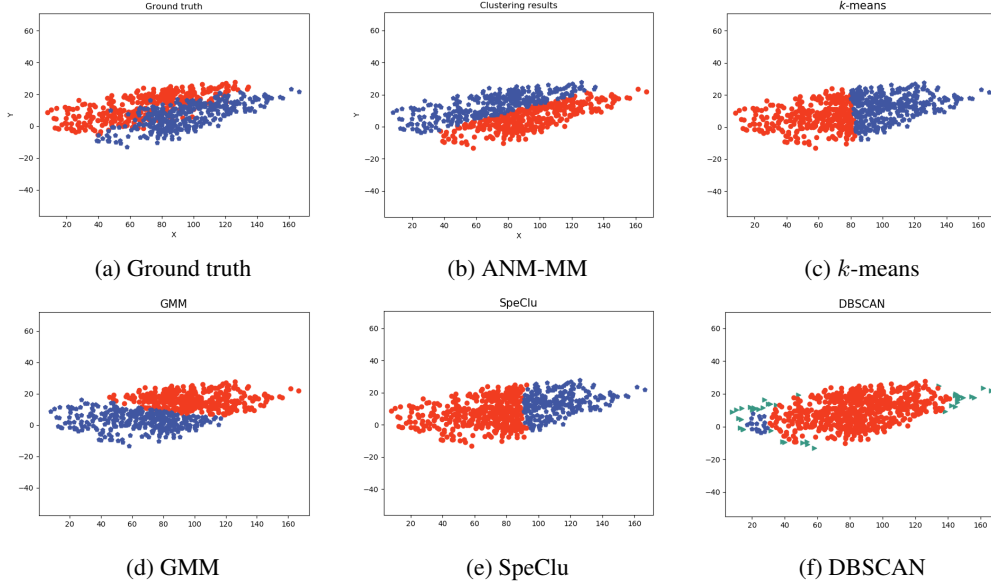 Ground truth
60
40
20
0
−20
−40
Y
20 40 60 80 100 120 140 160
X
(a) Ground truth
Clustering results
60
40
20
0
−20
−40
Y
20 40 60 80 100 120 140 160
X
(b) ANM-MM
k-means
60
40
20
0
−20
−40
20 40 60 80 100 120 140 160
(c) k-means
GMM
60
40
20
0
−20
−40
20 40 60 80 100 120 140 160
(d) GMM
SpeClu
60
40
20
0
−20
−40
20 40 60 80 100 120 140 160
(e) SpeClu
DBSCAN
60
40
20
0
−20
−40
20 40 60 80 100 120 140 160
(f) DBSCAN